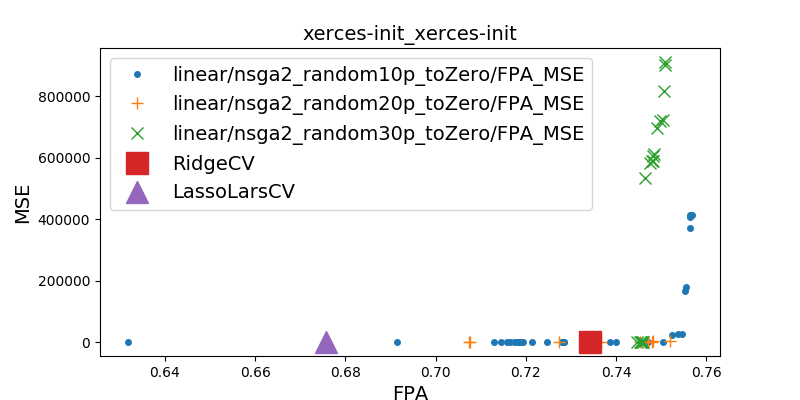 xerces-init_xerces-init
linear/nsga2_random10p_toZero/FPA_MSE
linear/nsga2_random20p_toZero/FPA_MSE
linear/nsga2_random30p_toZero/FPA_MSE
RidgeCV
LassoLarsCV
MSE
800000
600000
400000
200000
0
0.64
0.66
0.68
0.70
0.72
0.74
0.76
FPA